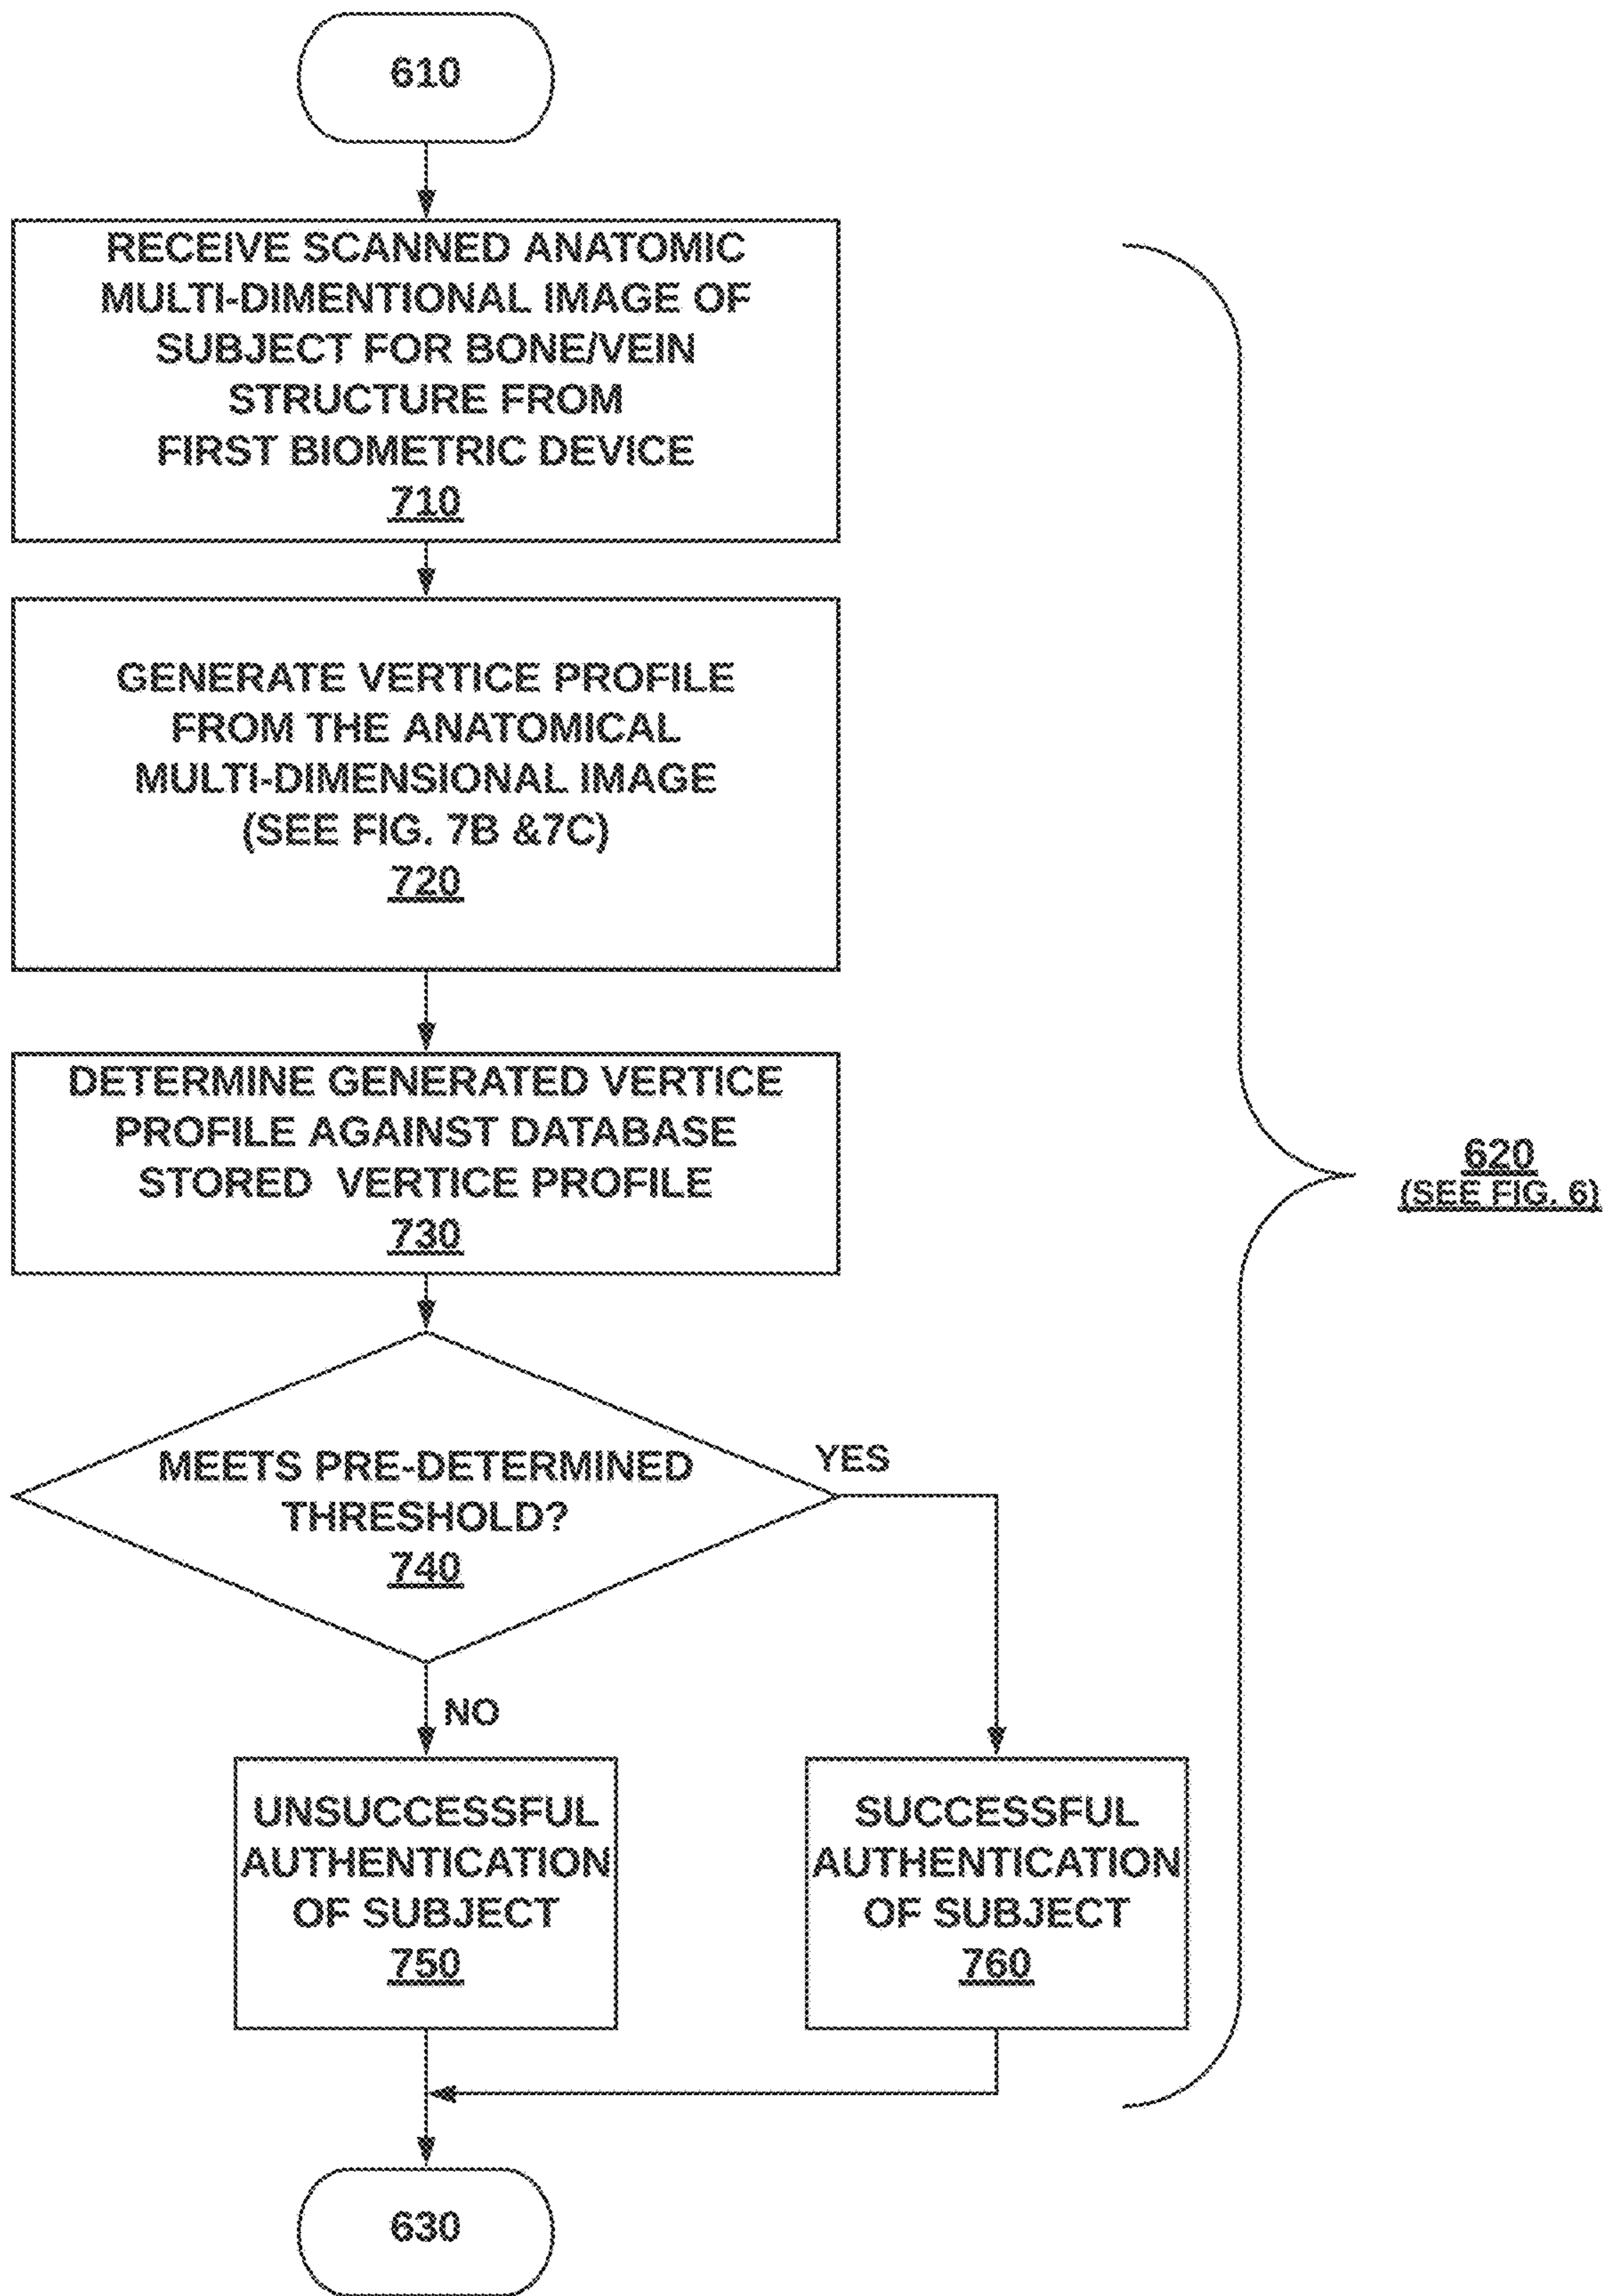 610
RECEIVE SCANNED ANATOMIC
MULTI-DIMENTIONAL IMAGE OF
SUBJECT FOR BONE/VEIN
STRUCTURE FROM
FIRST BIOMETRIC DEVICE
710
GENERATE VERTICE PROFILE
FROM THE ANATOMICAL
MULTI-DIMENSIONAL IMAGE
(SEE FIG. 7B &7C)
720
DETERMINE GENERATED VERTICE
PROFILE AGAINST DATABASE
STORED  VERTICE PROFILE
730
620
(SEE FIG. 6)
MEETS PRE-DETERMINED
THRESHOLD?
740
YES
NO
UNSUCCESSFUL
AUTHENTICATION
OF SUBJECT
750
SUCCESSFUL
AUTHENTICATION
OF SUBJECT
760
630